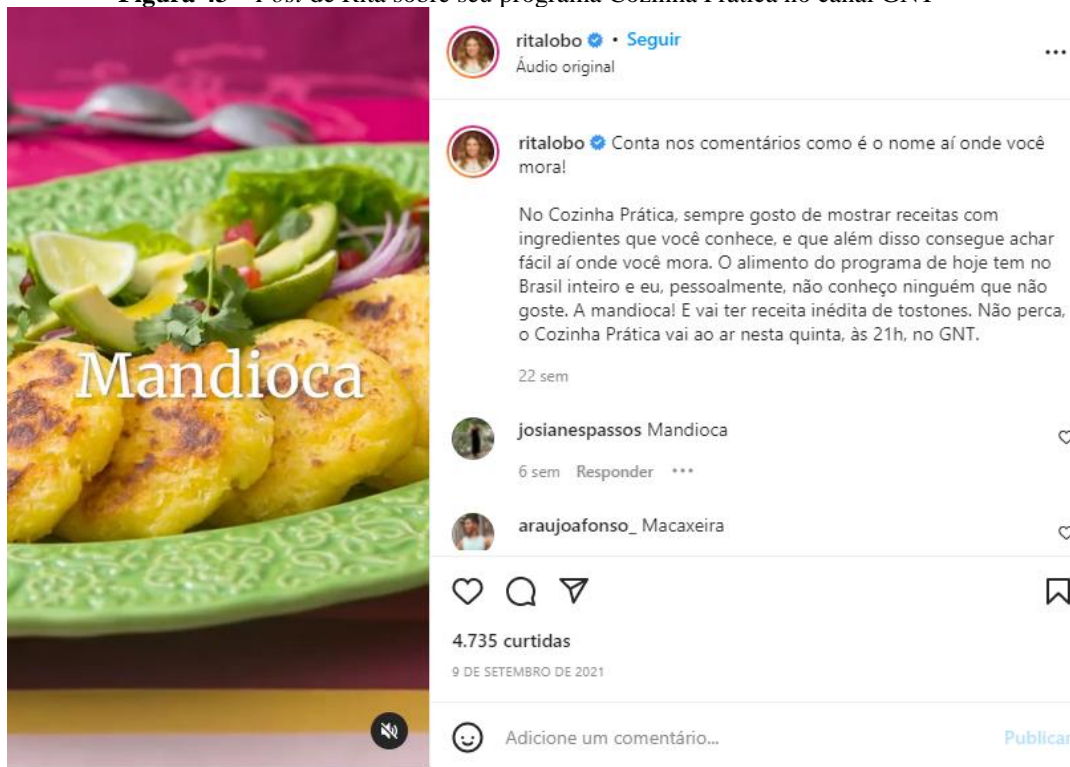 Figura 45 – Post de Rita sobre seu programa Cozinha Prática no canal GNT
Mandioca
ritalobo • Seguir
Áudio original
ritalobo Conta nos comentários como é o nome aí onde você
mora!
No Cozinha Prática, sempre gosto de mostrar receitas com
ingredientes que você conhece, e que além disso consegue achar
fácil aí onde você mora. O alimento do programa de hoje tem no
Brasil inteiro e eu, pessoalmente, não conheço ninguém que não
goste. A mandioca! E vai ter receita inédita de tostones. Não perca,
o Cozinha Prática vai ao ar nesta quinta, às 21h, no GNT.
22 sem
josianespassos Mandioca
6 sem Responder •••
araujoafonso_ Macaxeira
4.735 curtidas
9 DE SETEMBRO DE 2021
Adicione um comentário...
Publicar